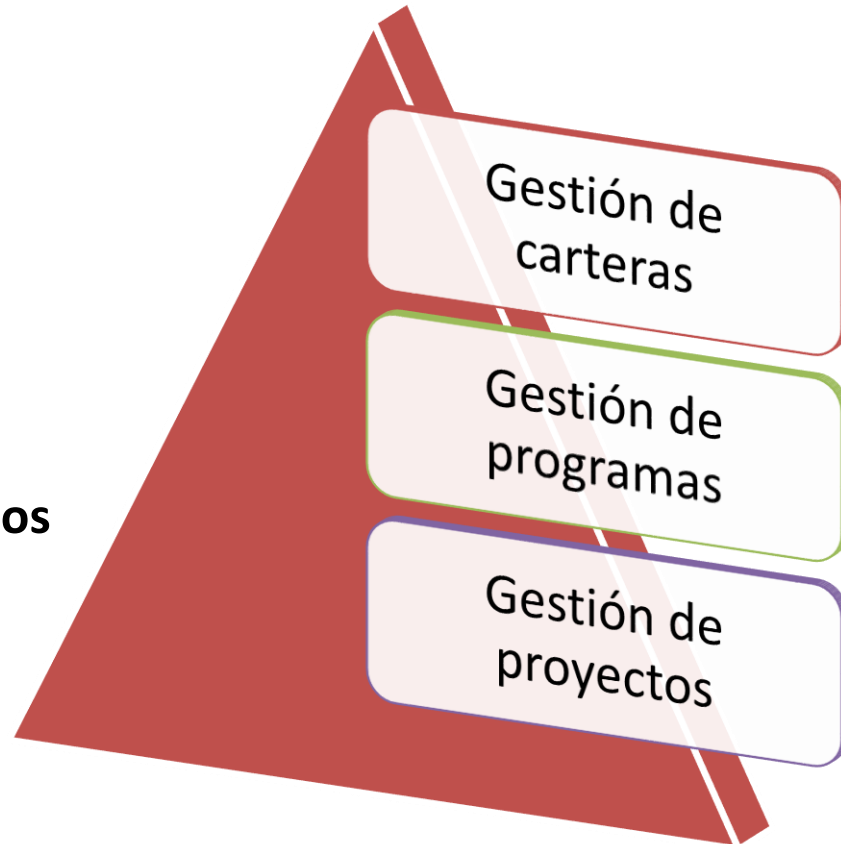 Gestión de
carteras
Gestión de
programas
os
Gestión de
proyectos